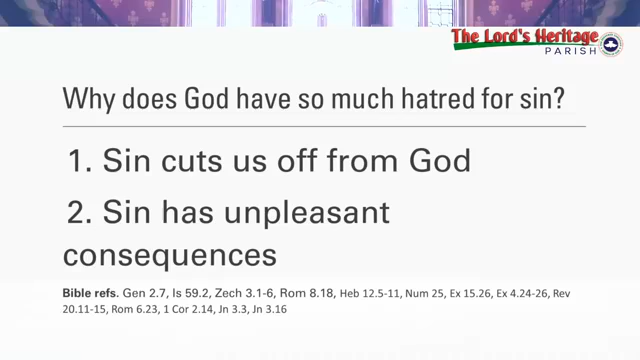 The Lord's Heritage
PARISH
Why does God have so much hatred for sin?
1. Sin cuts us off from God
2. Sin has unpleasant
consequences
Bible refs. Gen 2.7, Is 59.2, Zech 3.1-6, Rom 8.18, Heb 12.5-11, Num 25, Ex 15.26, Ex 4.24-26, Rev
20.11-15, Rom 6.23, 1 Cor 2.14, Jn 3.3, Jn 3.16